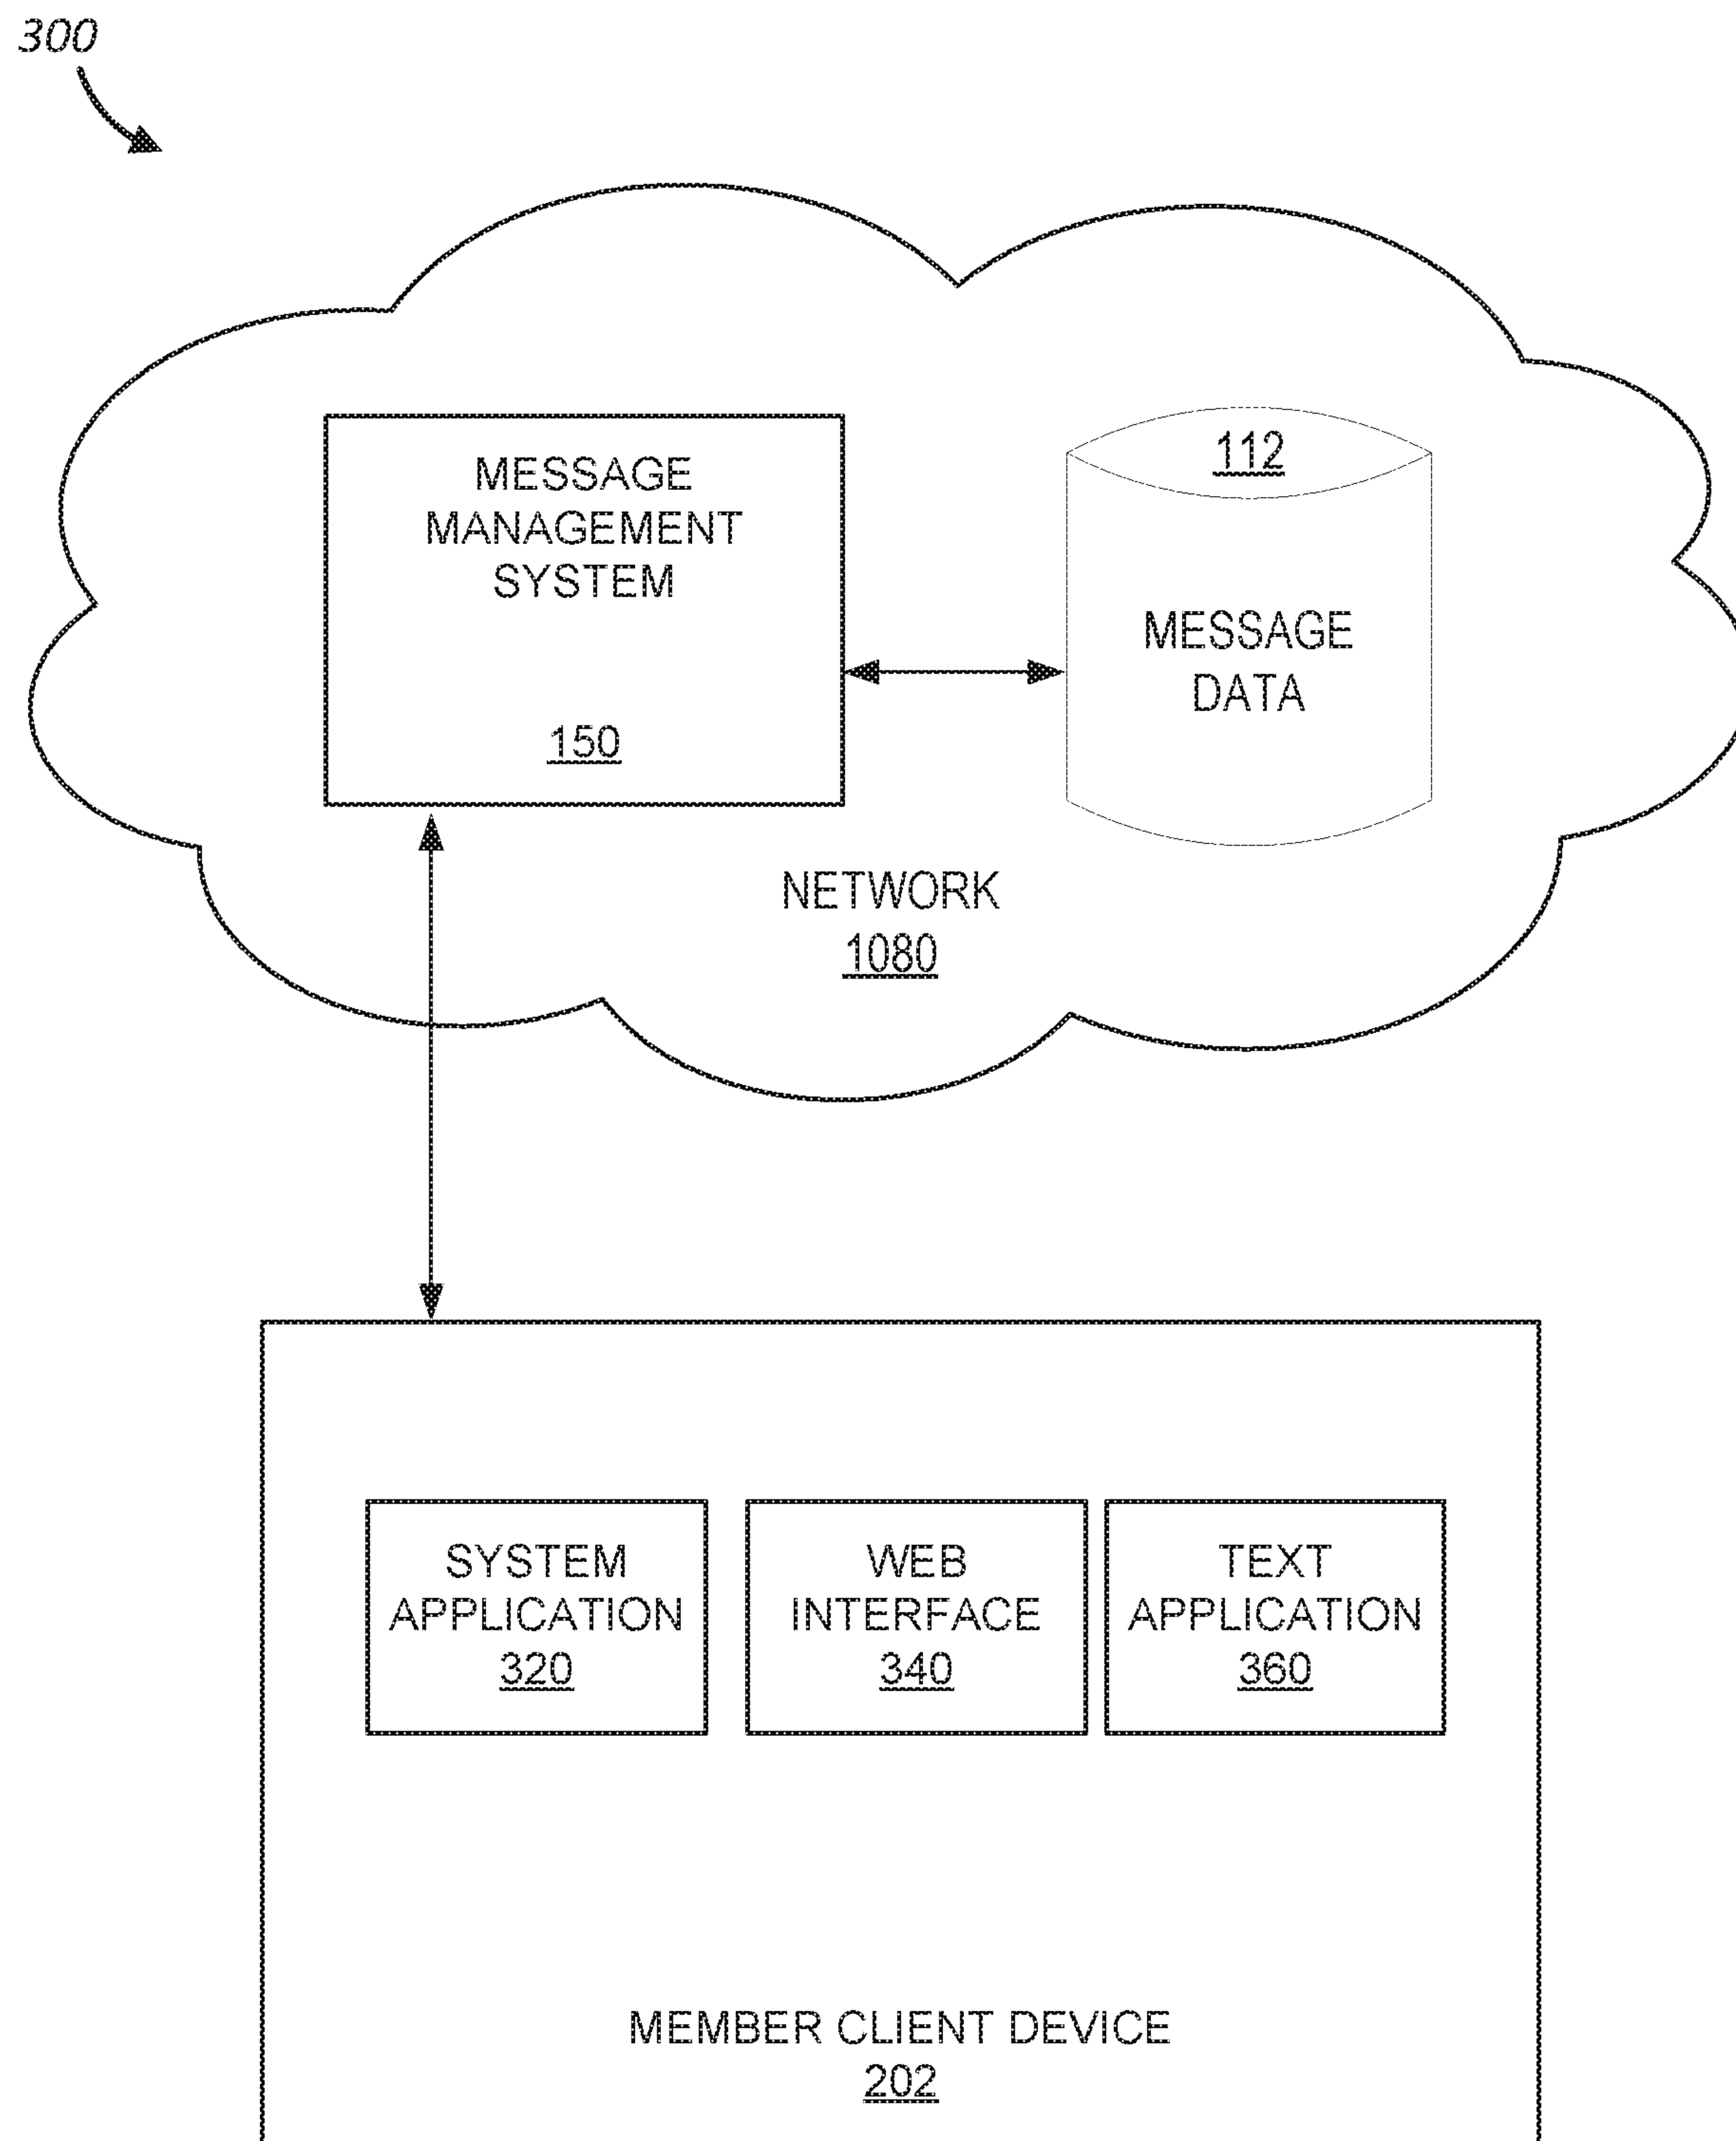 300
MESSAGE
MANAGEMENT
SYSTEM
150
112
MESSAGE
DATA
NETWORK
1080
SYSTEM
APPLICATION
320
WEB
INTERFACE
340
TEXT
APPLICATION
360
MEMBER CLIENT DEVICE
202